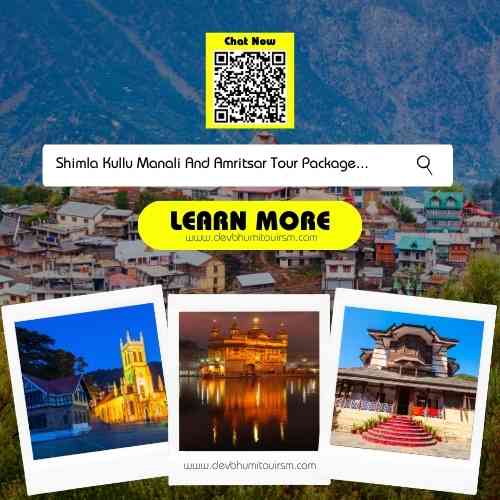 Chat Now
Shimla Kullu Manali And Amritsar Tour Package...
LEARN MORE
www.devbhumitourism.com
www.devbhumitourism.com